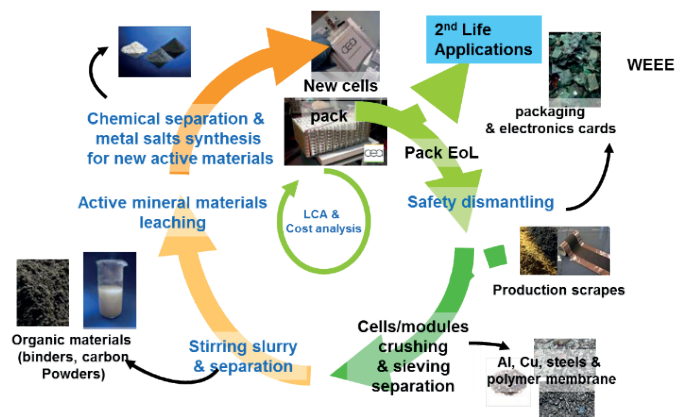 2nd Life
Applications
WEEE
New cells
pack
packaging
& electronics cards
Chemical separation &
metal salts synthesis
for new active materials
Pack EoL
Active mineral materials
leaching
LCA &
Cost analysis
Safety dismantling
Production scrapes
Organic materials
(binders, carbon
Powders)
Stirring slurry
& separation
Cells/modules
crushing
& sieving
separation
Al, Cu, steels &
polymer membrane
cea